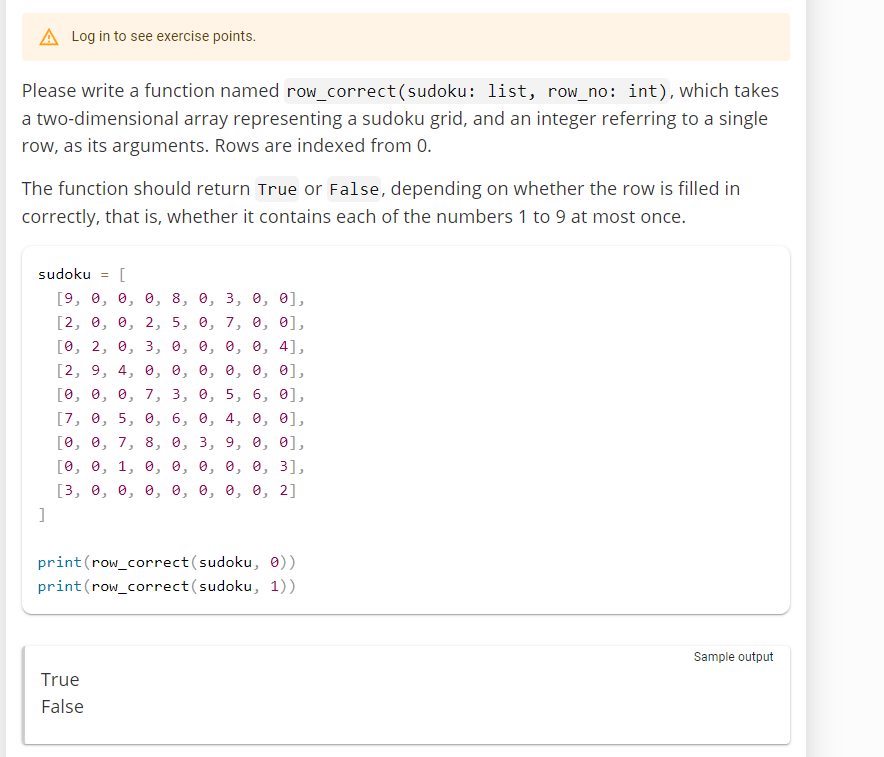 Log in to see exercise points.
Please write a function named row_correct(sudoku: list, row_no: int), which takes
a two-dimensional array representing a sudoku grid, and an integer referring to a single
row, as its arguments. Rows are indexed from 0.
The function should return True or False, depending on whether the row is filled in
correctly, that is, whether it contains each of the numbers 1 to 9 at most once.
sudoku = [
  [9, 0, 0, 0, 8, 0, 3, 0, 0],
  [2, 0, 0, 2, 5, 0, 7, 0, 0],
  [0, 2, 0, 3, 0, 0, 0, 0, 4],
  [2, 9, 4, 0, 0, 0, 0, 0, 0],
  [0, 0, 0, 7, 3, 0, 5, 6, 0],
  [7, 0, 5, 0, 6, 0, 4, 0, 0],
  [0, 0, 7, 8, 0, 3, 9, 0, 0],
  [0, 0, 1, 0, 0, 0, 0, 0, 3],
  [3, 0, 0, 0, 0, 0, 0, 0, 2]
]
print(row_correct(sudoku, 0))
print(row_correct(sudoku, 1))
Sample output
True
False